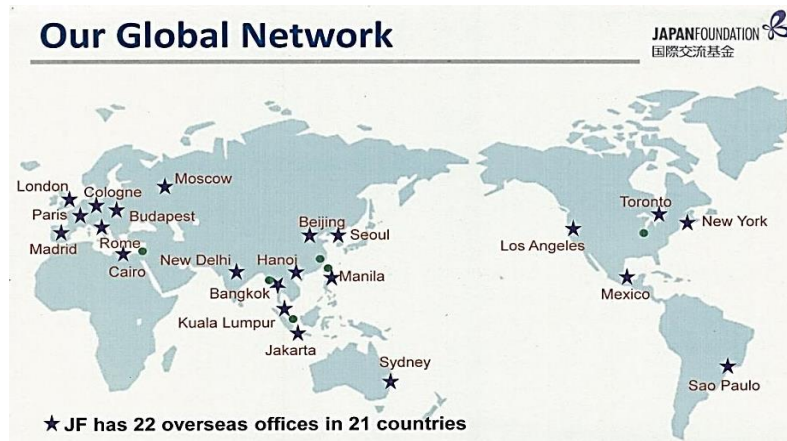 Our Global Network
JAPANFOUNDATION
国際交流基金
London
Cologne
Moscow
Paris
Budapest
Madrid
Rome
Cairo
New Delhi
Hanoi
Beijing
Seoul
Manila
Bangkok
Kuala Lumpur
Jakarta
Sydney
Toronto
New York
Los Angeles
Mexico
Sao Paulo
JF has 22 overseas offices in 21 countries